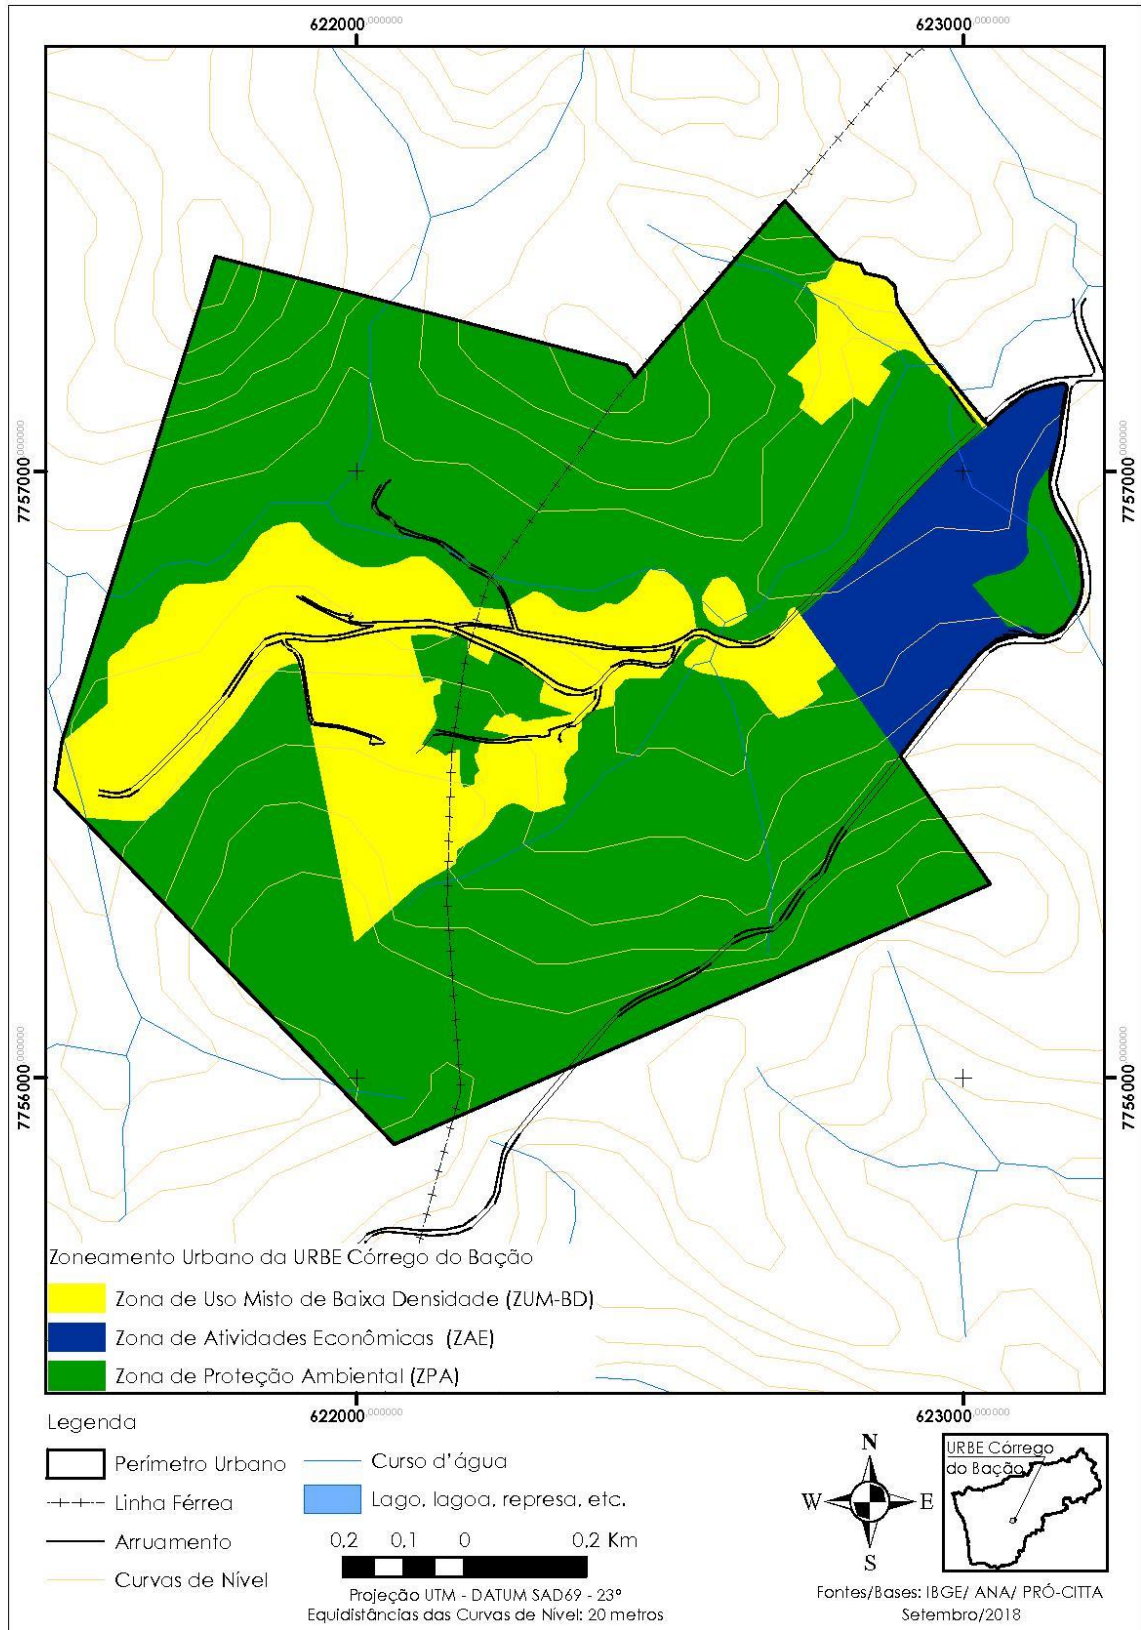 622000,000000
623000,000000
7757000,000000
7757000,000000
7756000,000000
7756000,000000
Zoneamento Urbano da URBE Córrego do Bação
Zona de Uso Misto de Baixa Densidade (ZUM-BD)
Zona de Atividades Econômicas (ZAE)
Zona de Proteção Ambiental (ZPA)
622000,000000
623000,000000
Legenda
Perímetro Urbano
Linha Férrea
Arruamento
Curvas de Nível
Curso d'água
Lago, lagoa, represa, etc.
0,2 0,1 0 0,2 Km
Projeção UTM - DATUM SAD69 - 23º
Equidistâncias das Curvas de Nível: 20 metros
N
W E
S
URBE Córrego
do Bação
Fontes/Bases: IBGE/ ANA/ PRÓ-CITTA
Setembro/2018